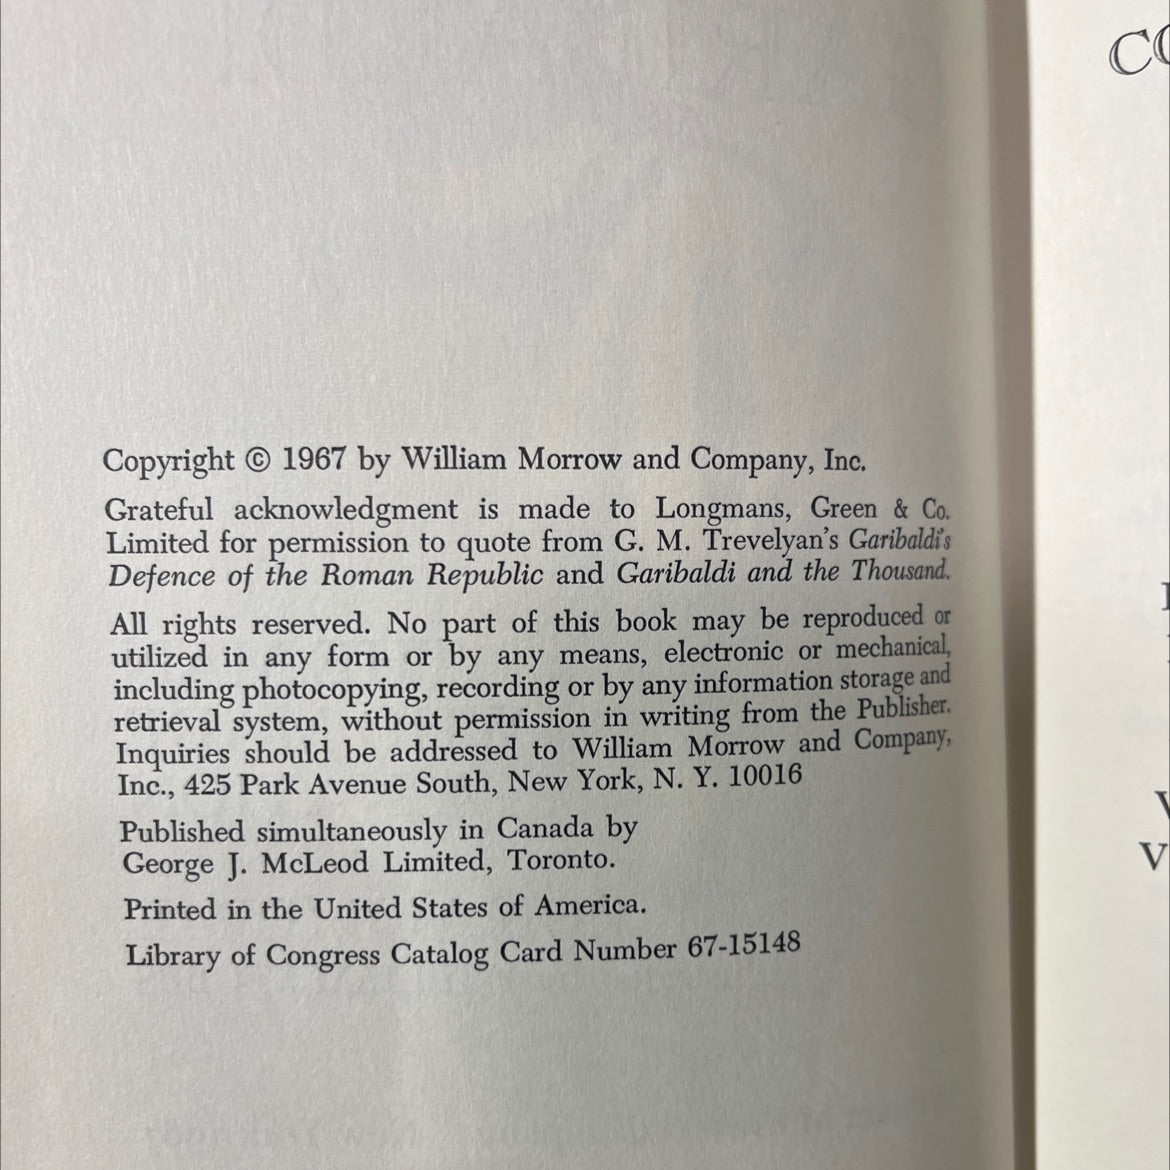 Copyright © 1967 by William Morrow and Company, Inc.
Grateful acknowledgment is made to Longmans, Green & Co.
Limited for permission to quote from G. M. Trevelyan's Garibaldi's
Defence of the Roman Republic and Garibaldi and the Thousand.
All rights reserved. No part of this book may be reproduced or
utilized in any form or by any means, electronic or mechanical,
including photocopying, recording or by any information storage and
retrieval system, without permission in writing from the Publisher.
Inquiries should be addressed to William Morrow and Company,
Inc., 425 Park Avenue South, New York, N. Y. 10016
Published simultaneously in Canada by
George J. McLeod Limited, Toronto.
Printed in the United States of America.
Library of Congress Catalog Card Number 67-15148